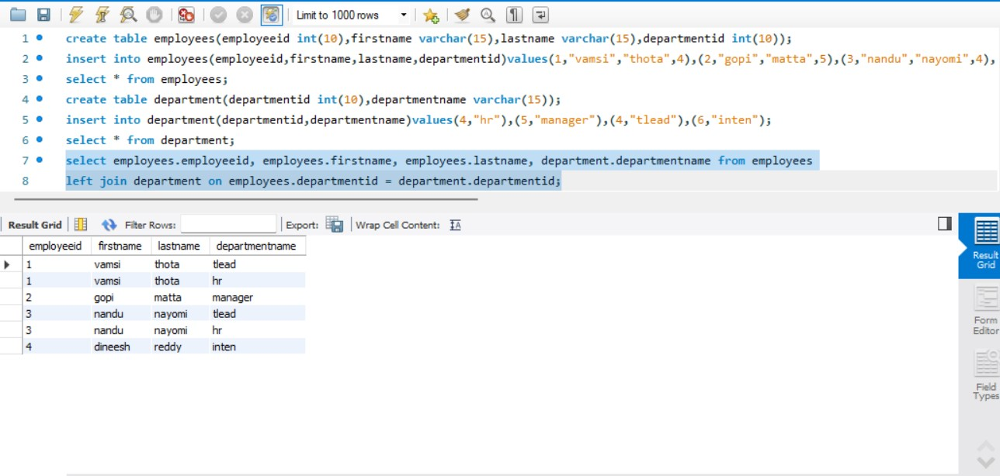 Limit to 1000 rows
1 create table employees(employeeid int(10),firstname varchar(15),lastname varchar(15),departmentid int(10));
2 insert into employees(employeeid,firstname,lastname,departmentid)values(1,"vamsi","thota",4),(2,"gopi","matta",5),(3,"nandu","nayomi",4),
3 select * from employees;
4 create table department(departmentid int(10),departmentname varchar(15));
5 insert into department(departmentid,departmentname)values(4,"hr"),(5,"manager"),(4,"tlead"),(6,"inten");
6 select * from department;
7 select employees.employeeid, employees.firstname, employees.lastname, department.departmentname from employees
8 left join department on employees.departmentid = department.departmentid;
Result Grid Filter Rows: Export: Wrap Cell Content: IA
employeeid firstname lastname departmentname
1 vamsi thota tlead
1 vamsi thota hr
2 gopi matta manager
3 nandu nayomi tlead
3 nandu nayomi hr
4 dineesh reddy inten
Result
Grid
Form
Editor
Field
Types